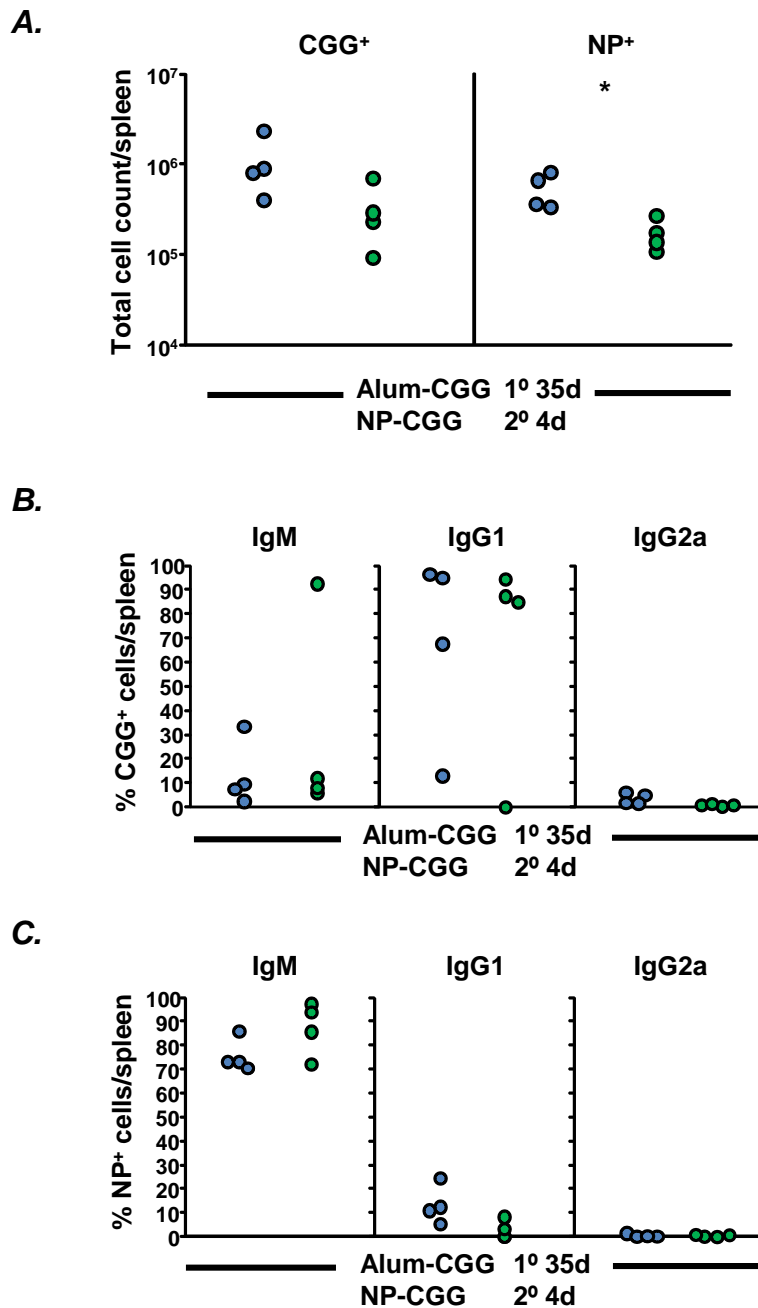 A.
CGG⁺ NP⁺
*
Total cell count/spleen
10⁷
10⁶
10⁵
10⁴
Alum-CGG 1º 35d
NP-CGG 2º 4d
B.
IgM IgG1 IgG2a
% CGG⁺ cells/spleen
100
90
80
70
60
50
40
30
20
10
0
Alum-CGG 1º 35d
NP-CGG 2º 4d
C.
IgM IgG1 IgG2a
% NP⁺ cells/spleen
100
90
80
70
60
50
40
30
20
10
0
Alum-CGG 1º 35d
NP-CGG 2º 4d